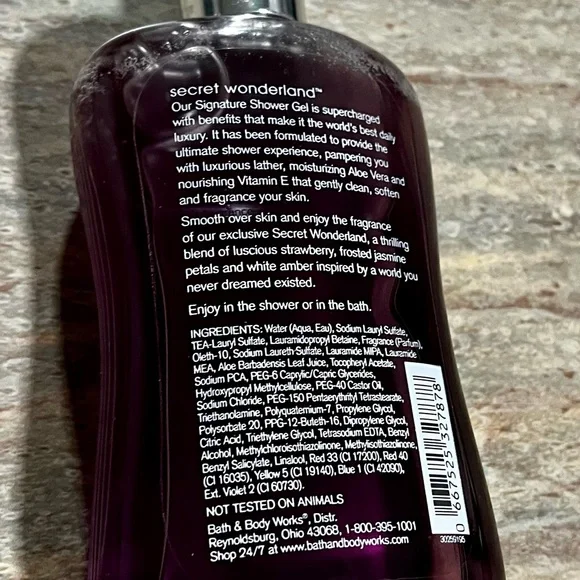 secret wonderland™
Our Signature Shower Gel is supercharged
with benefits that make it the world's best daily
luxury. It has been formulated to provide the
ultimate shower experience, pampering you
with luxurious lather, moisturizing Aloe Vera and
nourishing Vitamin E that gently clean, soften
and fragrance your skin.
Smooth over skin and enjoy the fragrance
of our exclusive Secret Wonderland, a thrilling
blend of luscious strawberry, frosted jasmine
petals and white amber inspired by a world you
never dreamed existed.
Enjoy in the shower or in the bath.
INGREDIENTS: Water (Aqua, Eau), Sodium Lauryl Sulfate,
TEA-Lauryl Sulfate, Lauramidopropyl Betaine, Fragrance (Parfum),
Oleth-10, Sodium Laureth Sulfate, Lauramide MIPA, Lauramide
MEA, Aloe Barbadensis Leaf Juice, Tocopheryl Acetate,
Sodium PCA, PEG-6 Caprylic/Capric Glycerides,
Hydroxypropyl Methylcellulose, PEG-40 Castor Oil,
Sodium Chloride, PEG-150 Pentaerythrityl Tetrastearate,
Triethanolamine, Polyquaternium-7, Propylene Glycol,
Polysorbate 20, PPG-12-Buteth-16, Dipropylene Glycol,
Citric Acid, Triethylene Glycol, Tetrasodium EDTA, Benzyl
Alcohol, Methylchloroisothiazolinone, Methylisothiazolinone,
Benzyl Salicylate, Linalool, Red 33 (CI 17200), Red 40
(CI 16035), Yellow 5 (CI 19140), Blue 1 (CI 42090),
Ext. Violet 2 (CI 60730).
NOT TESTED ON ANIMALS
Bath & Body Works®, Distr.
Reynoldsburg, Ohio 43068, 1-800-395-1001
Shop 24/7 at www.bathandbodyworks.com
0 667525 327878
30259195